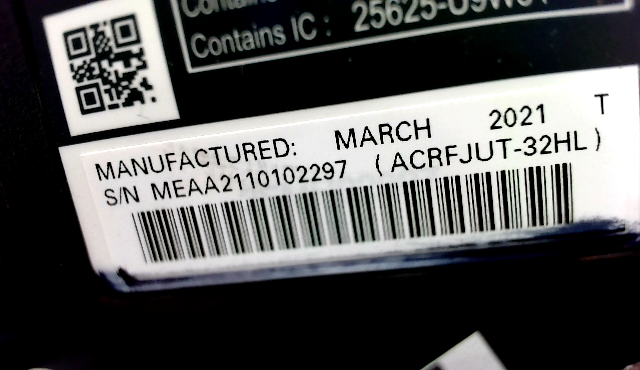 Contains IC :
MANUFACTURED: MARCH 2021 T
S/N MEAA2110102297 (ACRFJUT-32HL)